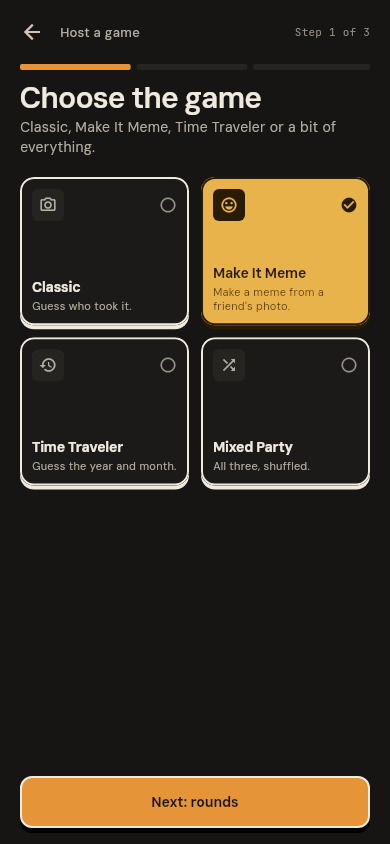 Host a game
Step 1 of 3
Choose the game
Classic, Make It Meme, Time Traveler or a bit of
everything.
Classic
Guess who took it.
Make It Meme
Make a meme from a
friend's photo.
Time Traveler
Guess the year and month.
Mixed Party
All three, shuffled.
Next: rounds